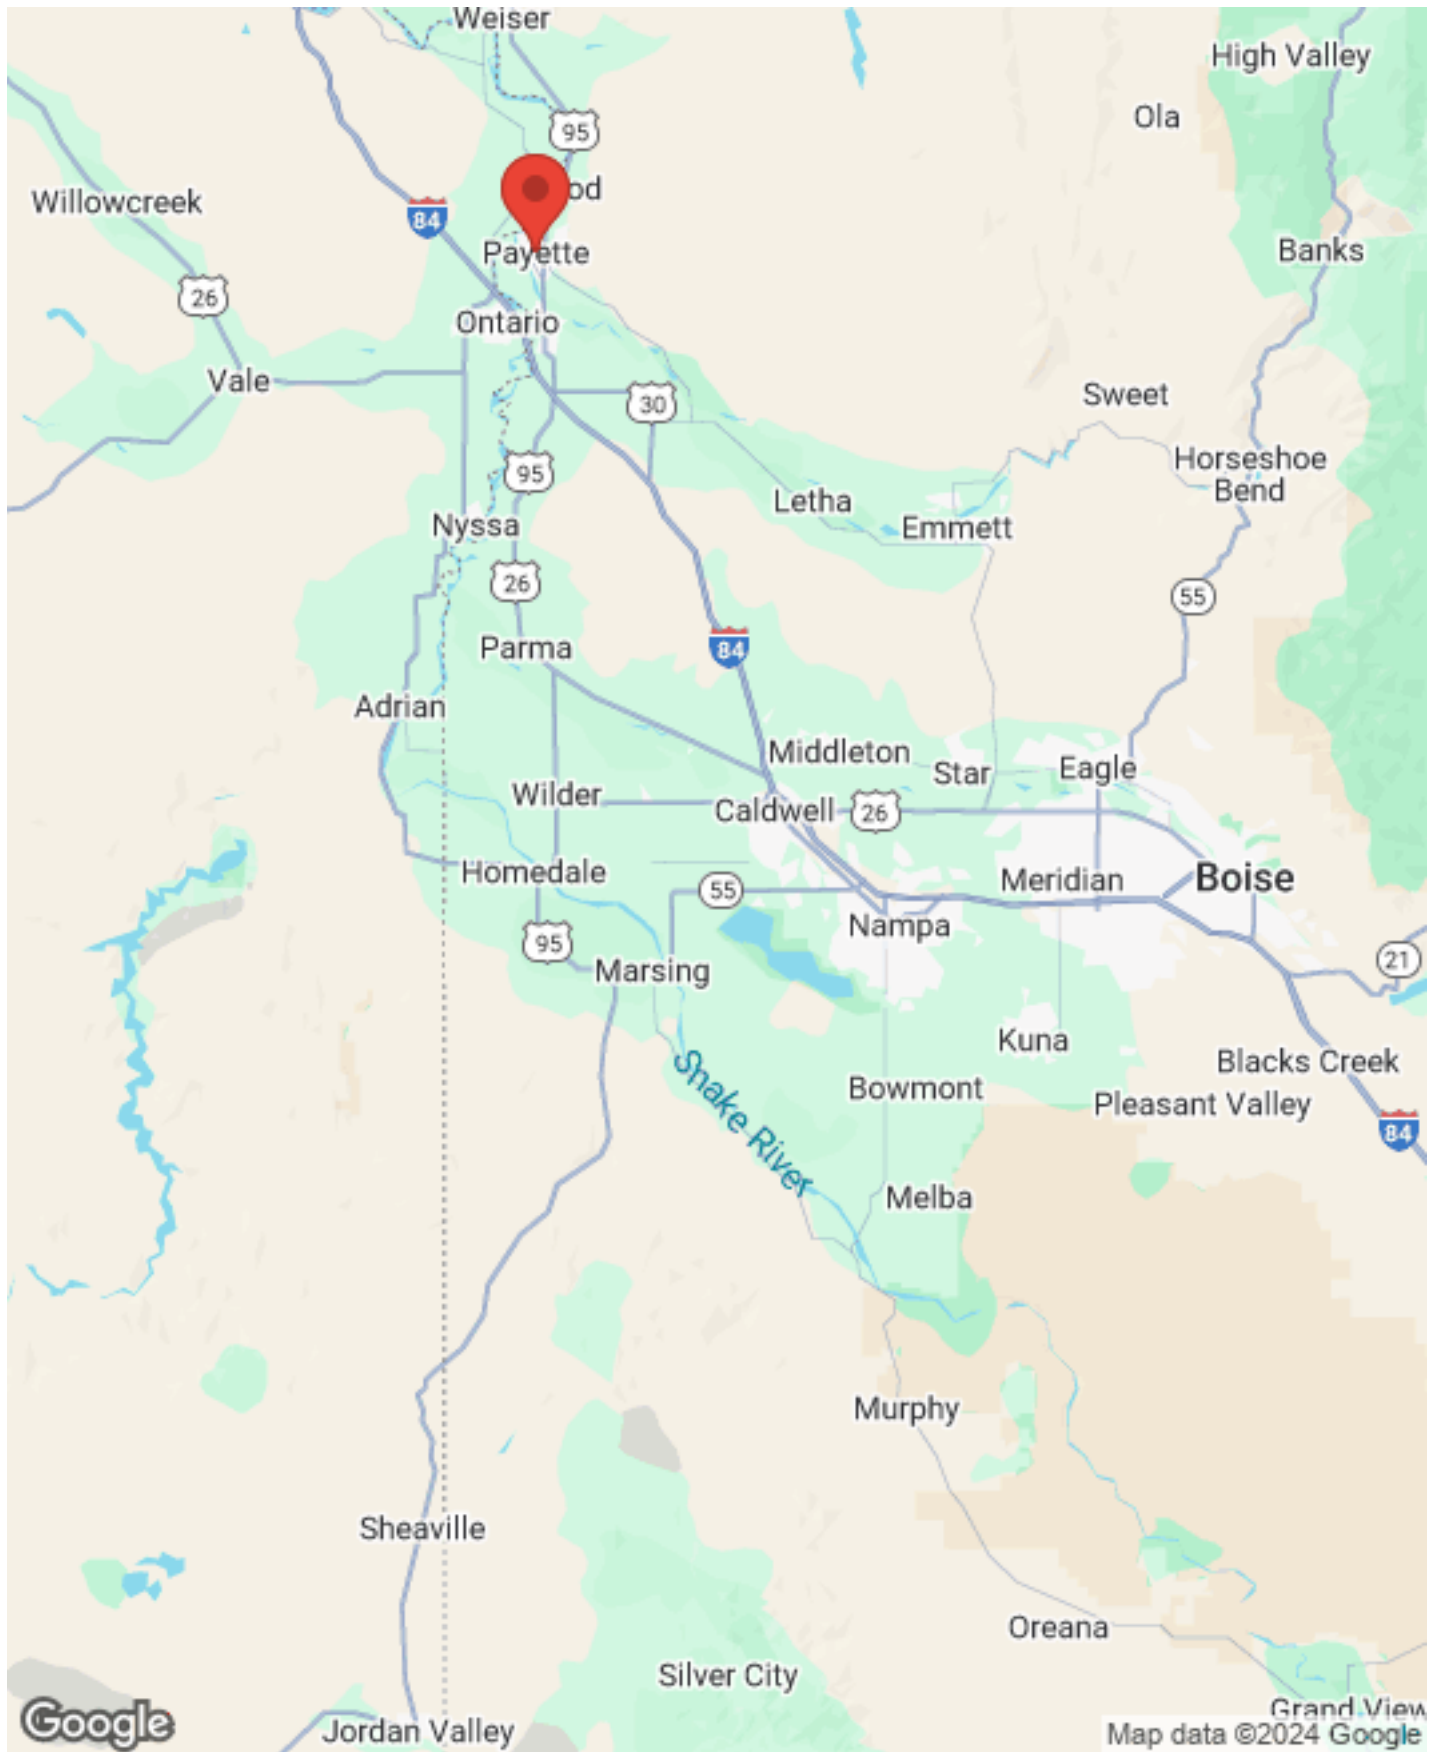 Weiser
High Valley
95
Ola
od
Willowcreek
84
Payette
Banks
26
Ontario
Vale
30
Sweet
95
Horseshoe
Bend
Letha
Nyssa
Emmett
26
55
Parma
84
Adrian
Middleton
Star
Eagle
Wilder
Caldwell
26
Homedale
55
Meridian
Boise
Nampa
95
Marsing
21
Kuna
Snake River
Blacks Creek
Bowmont
Pleasant Valley
84
Melba
Murphy
Sheaville
Oreana
Silver City
Grand View
Google
Jordan Valley
Map data ©2024 Google